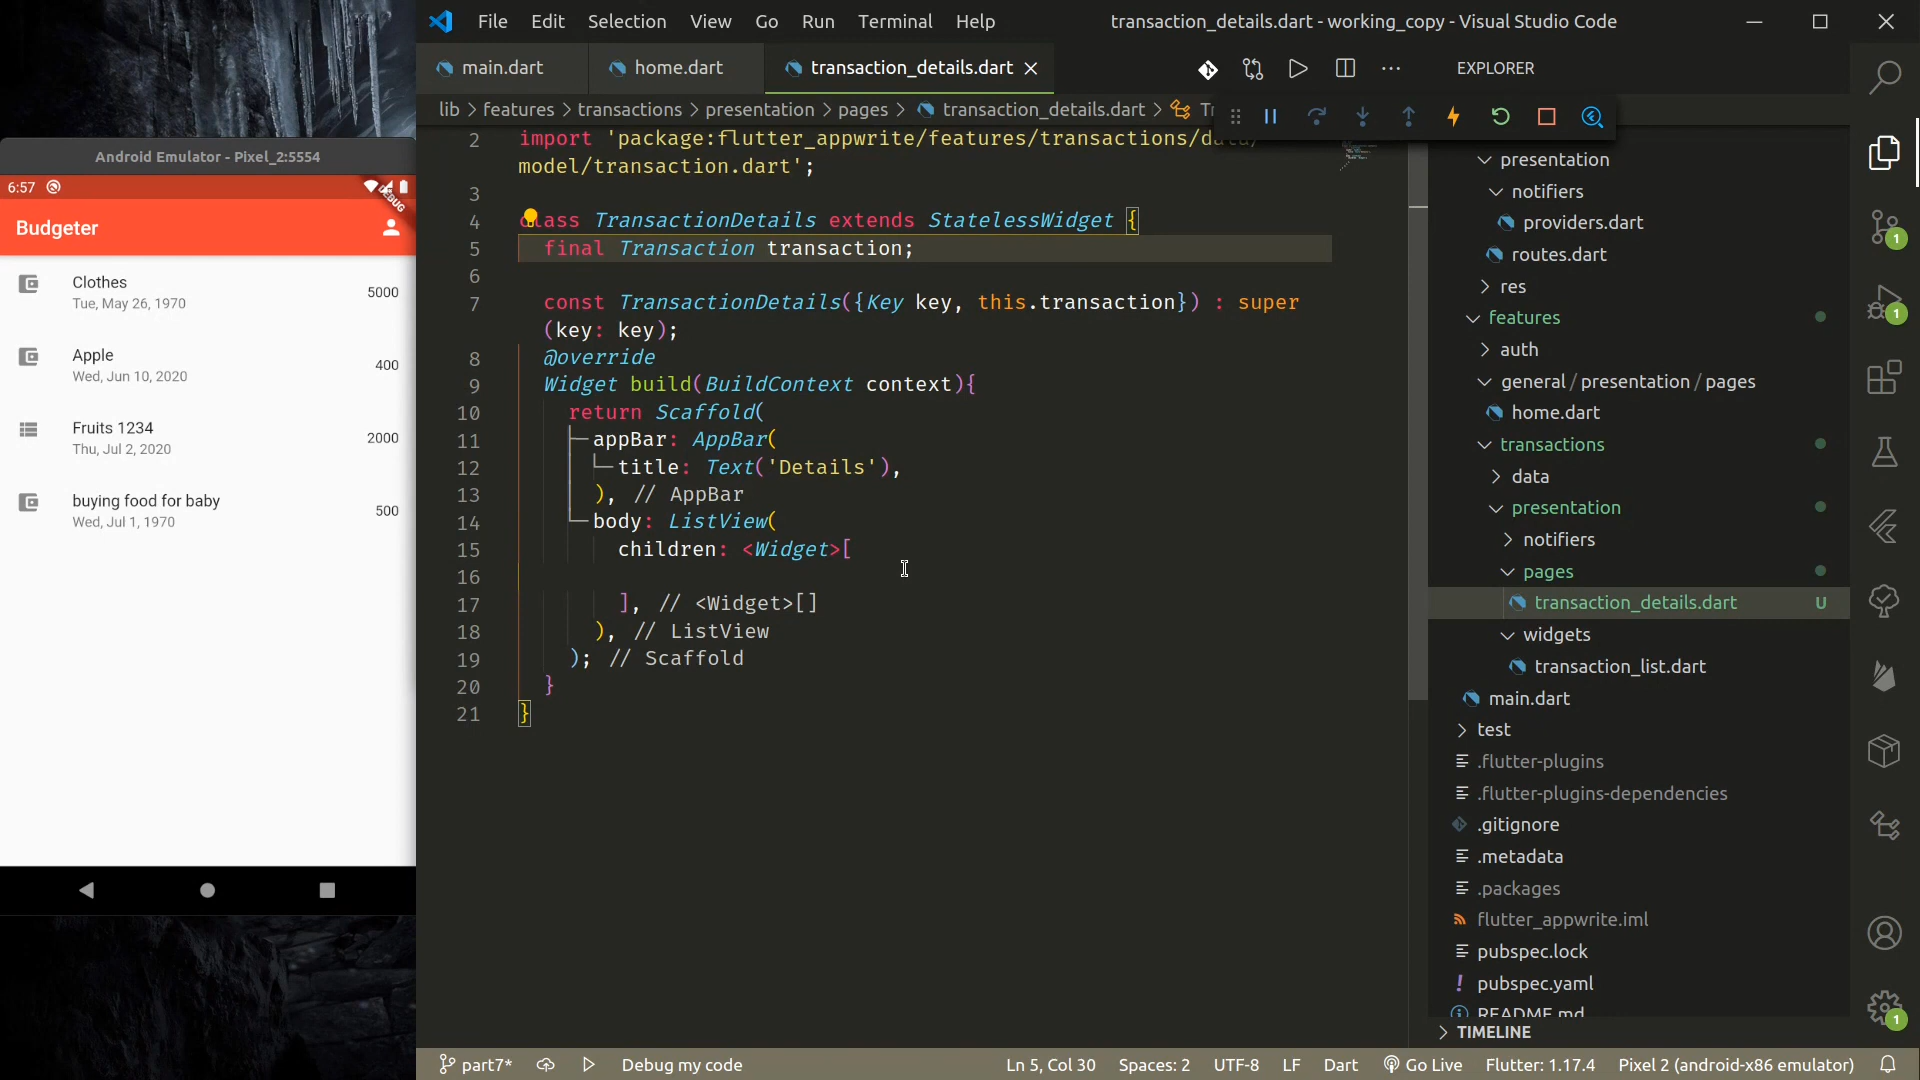 File Edit Selection View Go Run Terminal Help
transaction_details.dart - working_copy - Visual Studio Code
main.dart home.dart transaction_details.dart
lib > features > transactions > presentation > pages > transaction_details.dart >
Android Emulator - Pixel_2:5554
6:57
DEBUG
Budgeter
Clothes
Tue, May 26, 1970
5000
Apple
Wed, Jun 10, 2020
400
Fruits 1234
Thu, Jul 2, 2020
2000
buying food for baby
Wed, Jul 1, 1970
500
2 import 'package:flutter_appwrite/features/transactions/data/
model/transaction.dart';
3
4 class TransactionDetails extends StatelessWidget {
5 final Transaction transaction;
6
7 const TransactionDetails({Key key, this.transaction}) : super
(key: key);
8 @override
9 Widget build(BuildContext context){
10 return Scaffold(
11 appBar: AppBar(
12 title: Text('Details'),
13 ), // AppBar
14 body: ListView(
15 children: <Widget>[
16
17 ], // <Widget>[]
18 ), // ListView
19 ); // Scaffold
20 }
21 }
EXPLORER
presentation
notifiers
providers.dart
routes.dart
res
features
auth
general / presentation / pages
home.dart
transactions
data
presentation
notifiers
pages
transaction_details.dart U
widgets
transaction_list.dart
main.dart
test
.flutter-plugins
.flutter-plugins-dependencies
.gitignore
.metadata
.packages
flutter_appwrite.iml
pubspec.lock
pubspec.yaml
README.md
TIMELINE
1
1
1
part7* Debug my code Ln 5, Col 30 Spaces: 2 UTF-8 LF Dart Go Live Flutter: 1.17.4 Pixel 2 (android-x86 emulator)